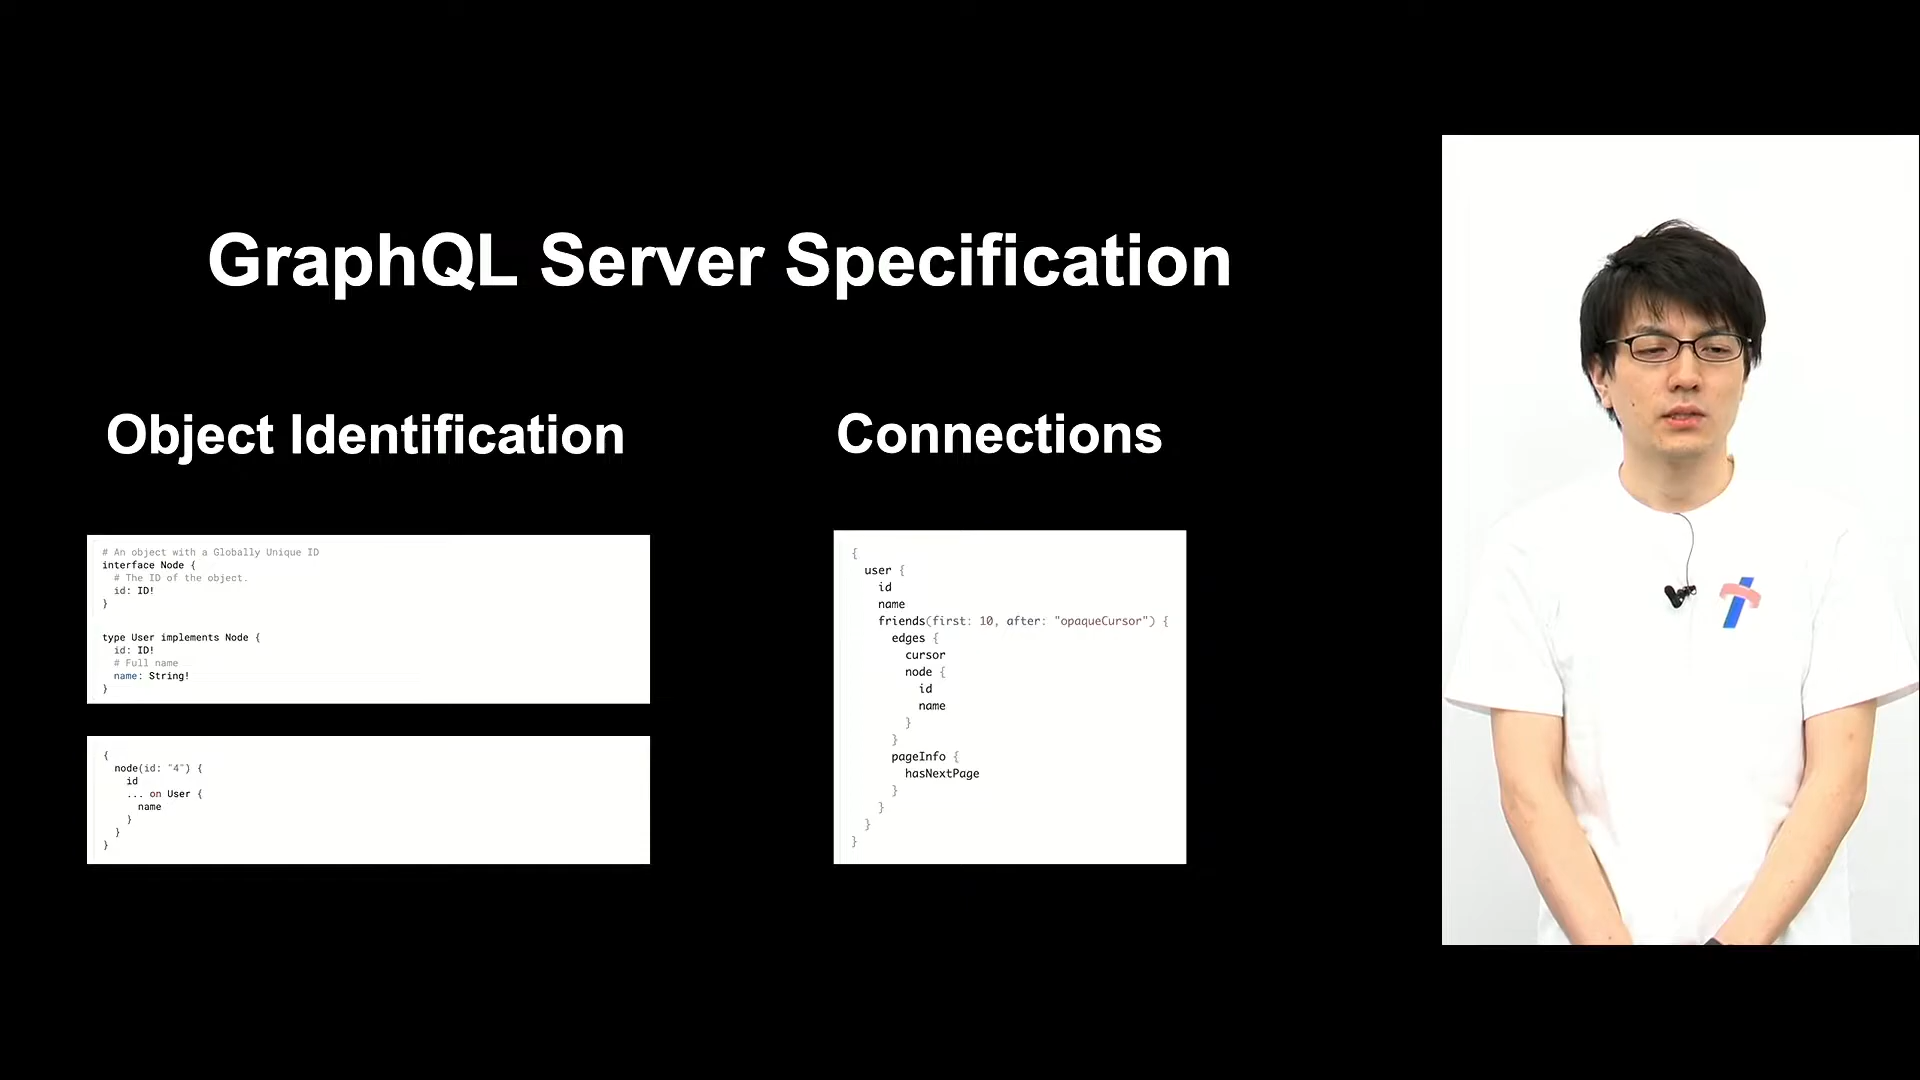 GraphQL Server Specification
Object Identification
# An object with a Globally Unique ID
interface Node {
  # The ID of the object.
  id: ID!
}
type User implements Node {
  id: ID!
  # Full name
  name: String!
}
{
  node(id: "4") {
    id
    ... on User {
      name
    }
  }
}
Connections
{
  user {
    id
    name
    friends(first: 10, after: "opaqueCursor") {
      edges {
        cursor
        node {
          id
          name
        }
      }
      pageInfo {
        hasNextPage
      }
    }
  }
}